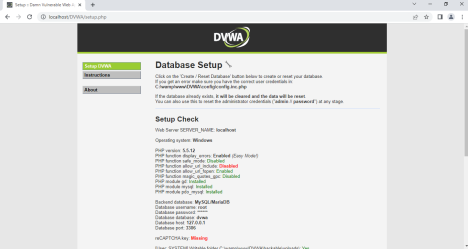 Setup :: Damn Vulnerable Web A
localhost/DVWA/setup.php
DVWA
Setup DVWA
Instructions
About
Database Setup
Click on the 'Create / Reset Database' button below to create or reset your database.
If you get an error make sure you have the correct user credentials in:
C:\wamp\www\DVWA\config\config.inc.php
If the database already exists, it will be cleared and the data will be reset.
You can also use this to reset the administrator credentials ("admin // password") at any stage.
Setup Check
Web Server SERVER_NAME: localhost
Operating system: Windows
PHP version: 5.5.12
PHP function display_errors: Enabled (Easy Mode!)
PHP function safe_mode: Disabled
PHP function allow_url_include: Disabled
PHP function allow_url_fopen: Enabled
PHP function magic_quotes_gpc: Disabled
PHP module gd: Installed
PHP module mysql: Installed
PHP module pdo_mysql: Installed
Backend database: MySQL/MariaDB
Database username: root
Database password: ******
Database database: dvwa
Database host: 127.0.0.1
Database port: 3306
reCAPTCHA key: Missing